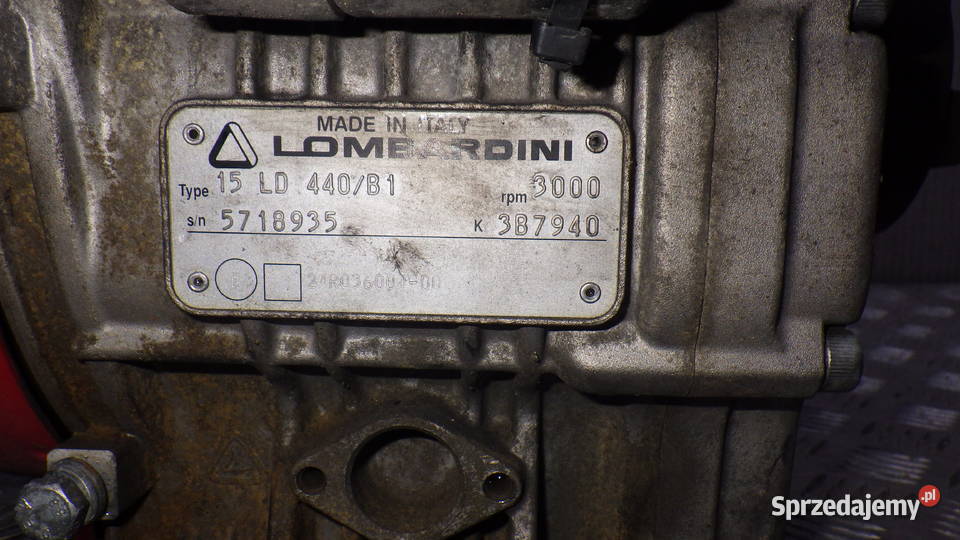 MADE IN ITALY
LOMBARDINI
Type 15 LD 440/B1 rpm 3000
s/n 5718935 K 3B7940
Sprzedajemy.pl